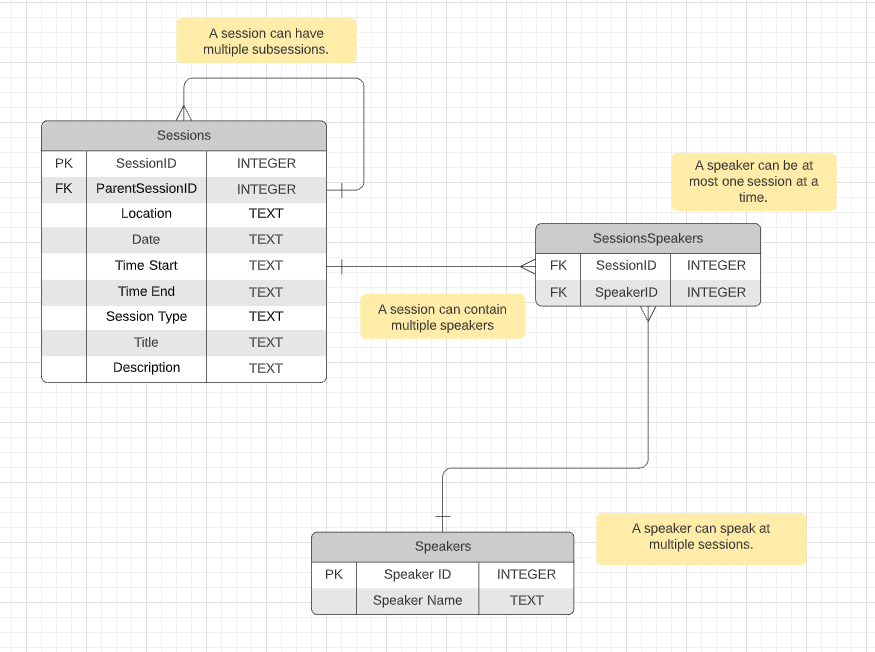 A session can have
multiple subsessions.
Sessions
PK SessionID INTEGER
FK ParentSessionID INTEGER
Location TEXT
Date TEXT
Time Start TEXT
Time End TEXT
Session Type TEXT
Title TEXT
Description TEXT
A speaker can be at
most one session at a
time.
SessionsSpeakers
FK SessionID INTEGER
FK SpeakerID INTEGER
A session can contain
multiple speakers
Speakers
PK Speaker ID INTEGER
Speaker Name TEXT
A speaker can speak at
multiple sessions.